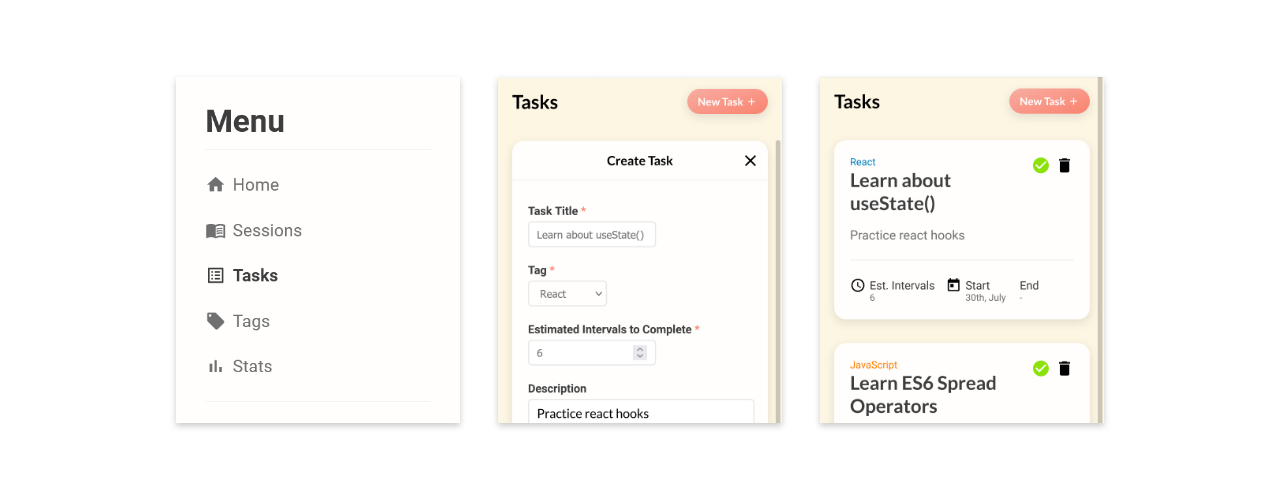 Menu
Home
Sessions
Tasks
Tags
Stats
Tasks
New Task +
Create Task
Task Title *
Learn about useState()
Tag *
React
Estimated Intervals to Complete *
6
Description
Practice react hooks
Tasks
New Task +
React
Learn about
useState()
Practice react hooks
Est. Intervals
6
Start
30th, July
End
-
JavaScript
Learn ES6 Spread
Operators